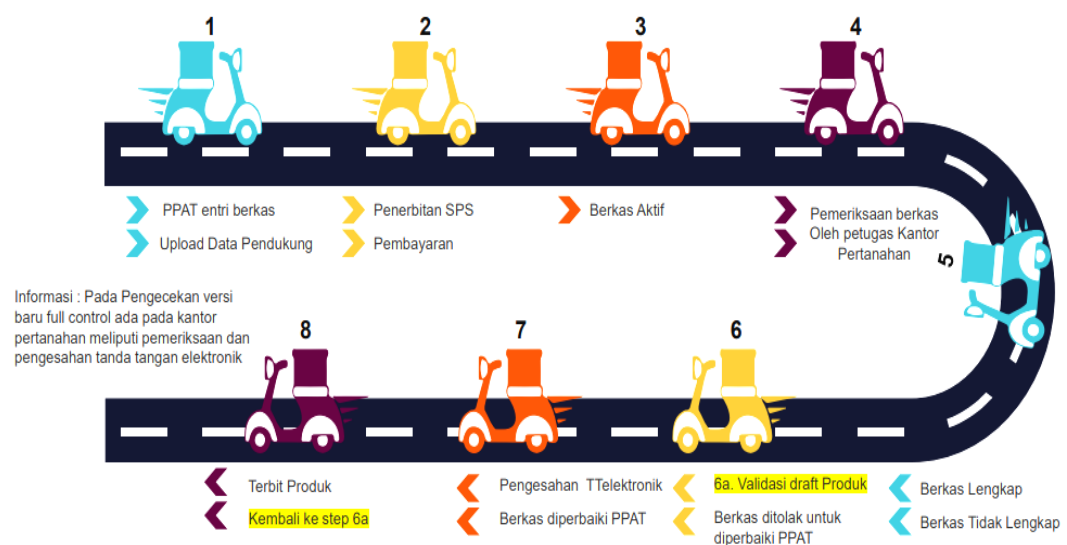 1
2
3
4
PPAT entri berkas
Upload Data Pendukung
Penerbitan SPS
Pembayaran
Berkas Aktif
Pemeriksaan berkas
Oleh petugas Kantor
Pertanahan
5
Informasi : Pada Pengecekan versi
baru full control ada pada kantor
pertanahan meliputi pemeriksaan dan
pengesahan tanda tangan elektronik
8
7
6
Terbit Produk
Kembali ke step 6a
Pengesahan TTelektronik
Berkas diperbaiki PPAT
6a. Validasi draft Produk
Berkas ditolak untuk
diperbaiki PPAT
Berkas Lengkap
Berkas Tidak Lengkap